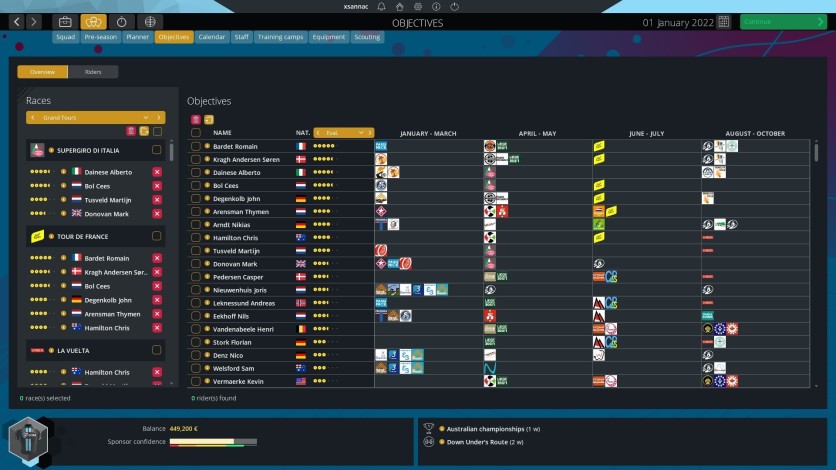 xsannac
OBJECTIVES
01 January 2022
Continue
Squad
Pre-season
Planner
Objectives
Calendar
Staff
Training camps
Equipment
Scouting
Overview
Riders
Races
Grand Tours
SUPERGIRO DI ITALIA
Dainese Alberto
Bol Cees
Tusveld Martijn
Donovan Mark
TOUR DE FRANCE
Bardet Romain
Kragh Andersen Sør..
Bol Cees
Degenkolb John
Arensman Thymen
Hamilton Chris
LA VUELTA
Hamilton Chris
0 race(s) selected
Objectives
NAME
NAT.
Eval.
JANUARY - MARCH
APRIL - MAY
JUNE - JULY
AUGUST - OCTOBER
Bardet Romain
Kragh Andersen Søren
Dainese Alberto
Bol Cees
Degenkolb John
Arensman Thymen
Arndt Nikias
Hamilton Chris
Tusveld Martijn
Donovan Mark
Pedersen Casper
Nieuwenhuis Joris
Leknessund Andreas
Eekhoff Nils
Vandenabeele Henri
Stork Florian
Denz Nico
Welsford Sam
Vermaerke Kevin
0 rider(s) found
Balance 449,200 €
Sponsor confidence
Australian championships (1 w)
Down Under's Route (2 w)